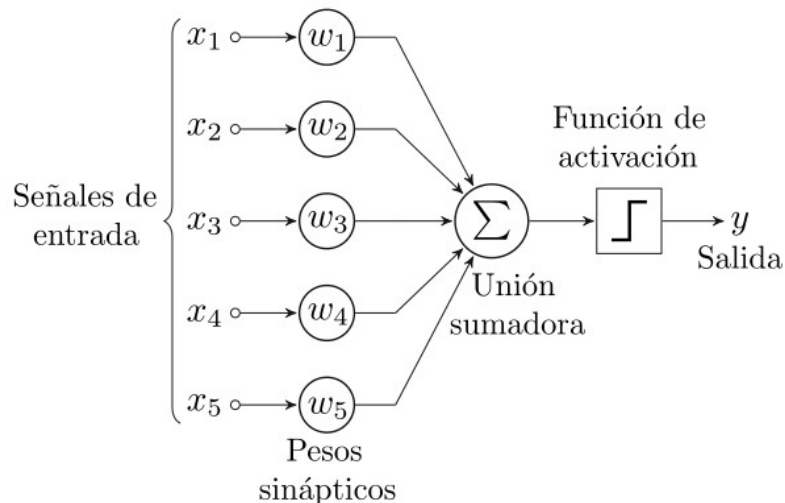 x₁ w₁
x₂ w₂
Función de
activación
Señales de
entrada
x₃ w₃ Σ y
Salida
Unión
sumadora
x₄ w₄
x₅ w₅
Pesos
sinápticos